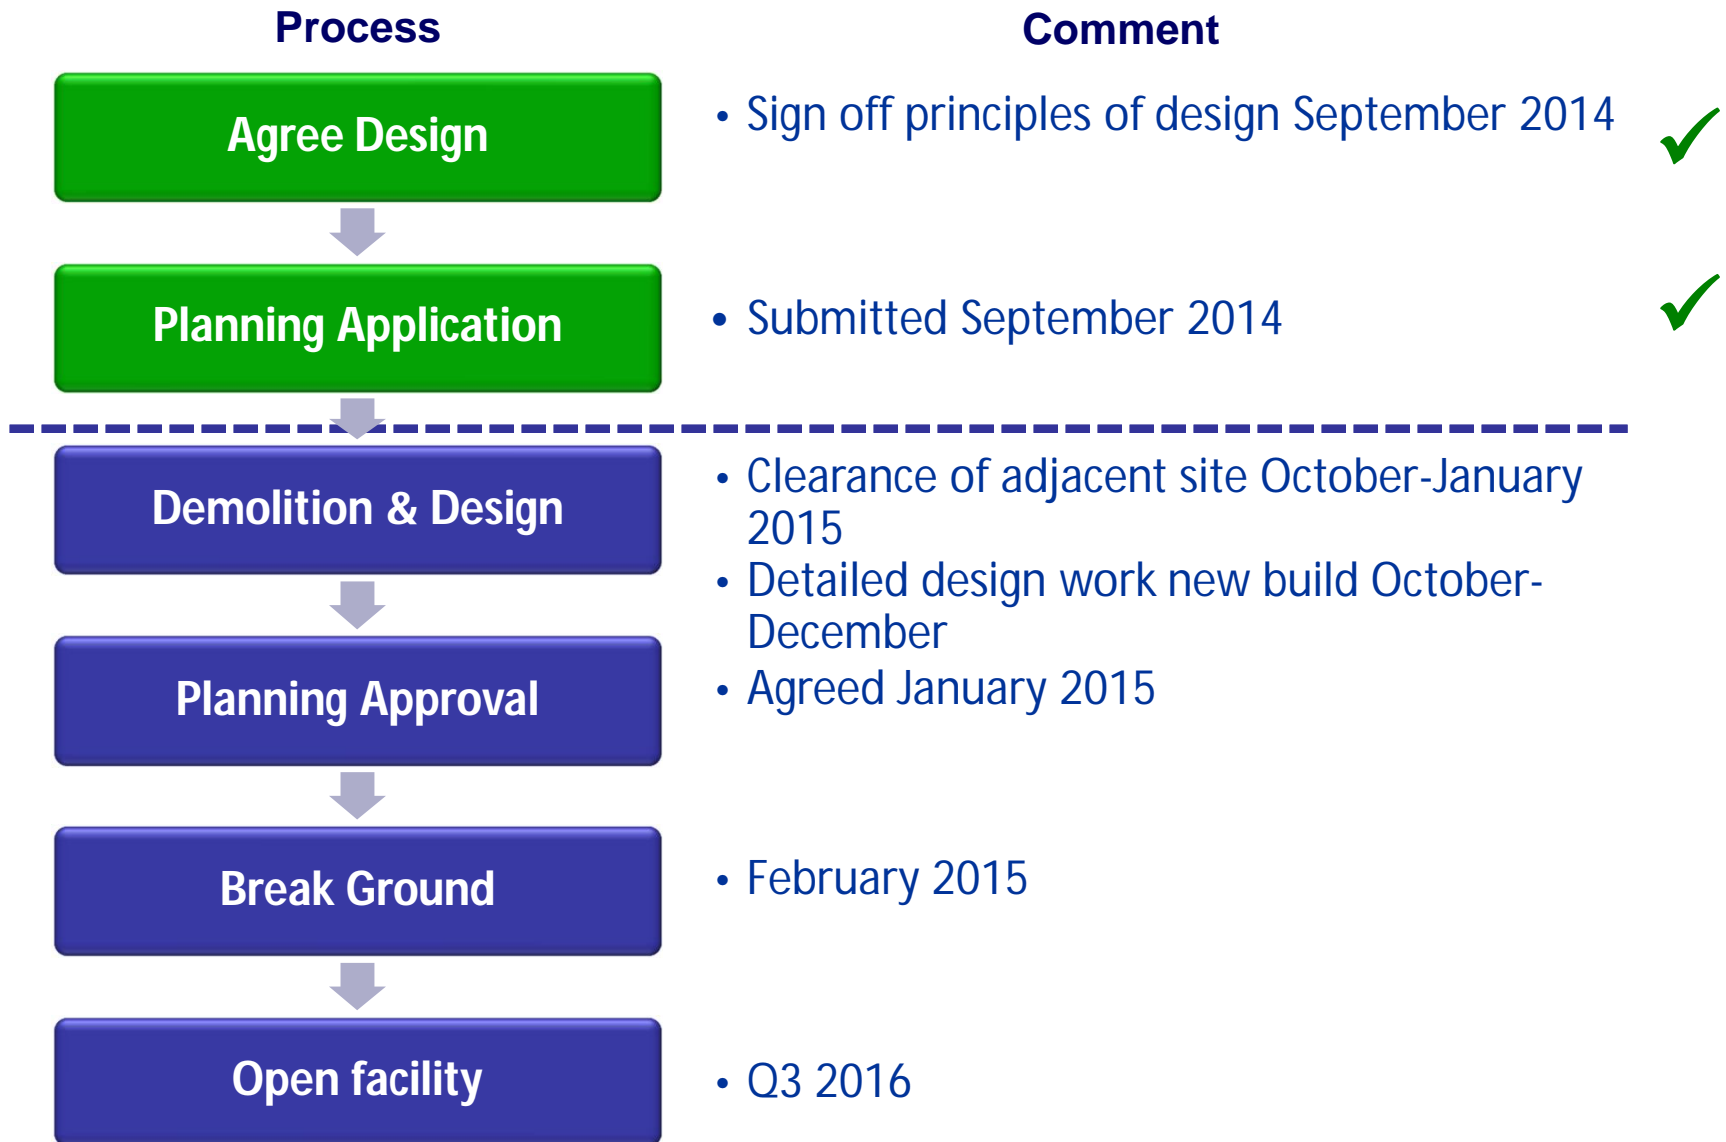 Process
Comment
Agree Design
• Sign off principles of design September 2014
Planning Application
• Submitted September 2014
Demolition & Design
• Clearance of adjacent site October-January
2015
• Detailed design work new build October-
December
Planning Approval
• Agreed January 2015
Break Ground
• February 2015
Open facility
• Q3 2016